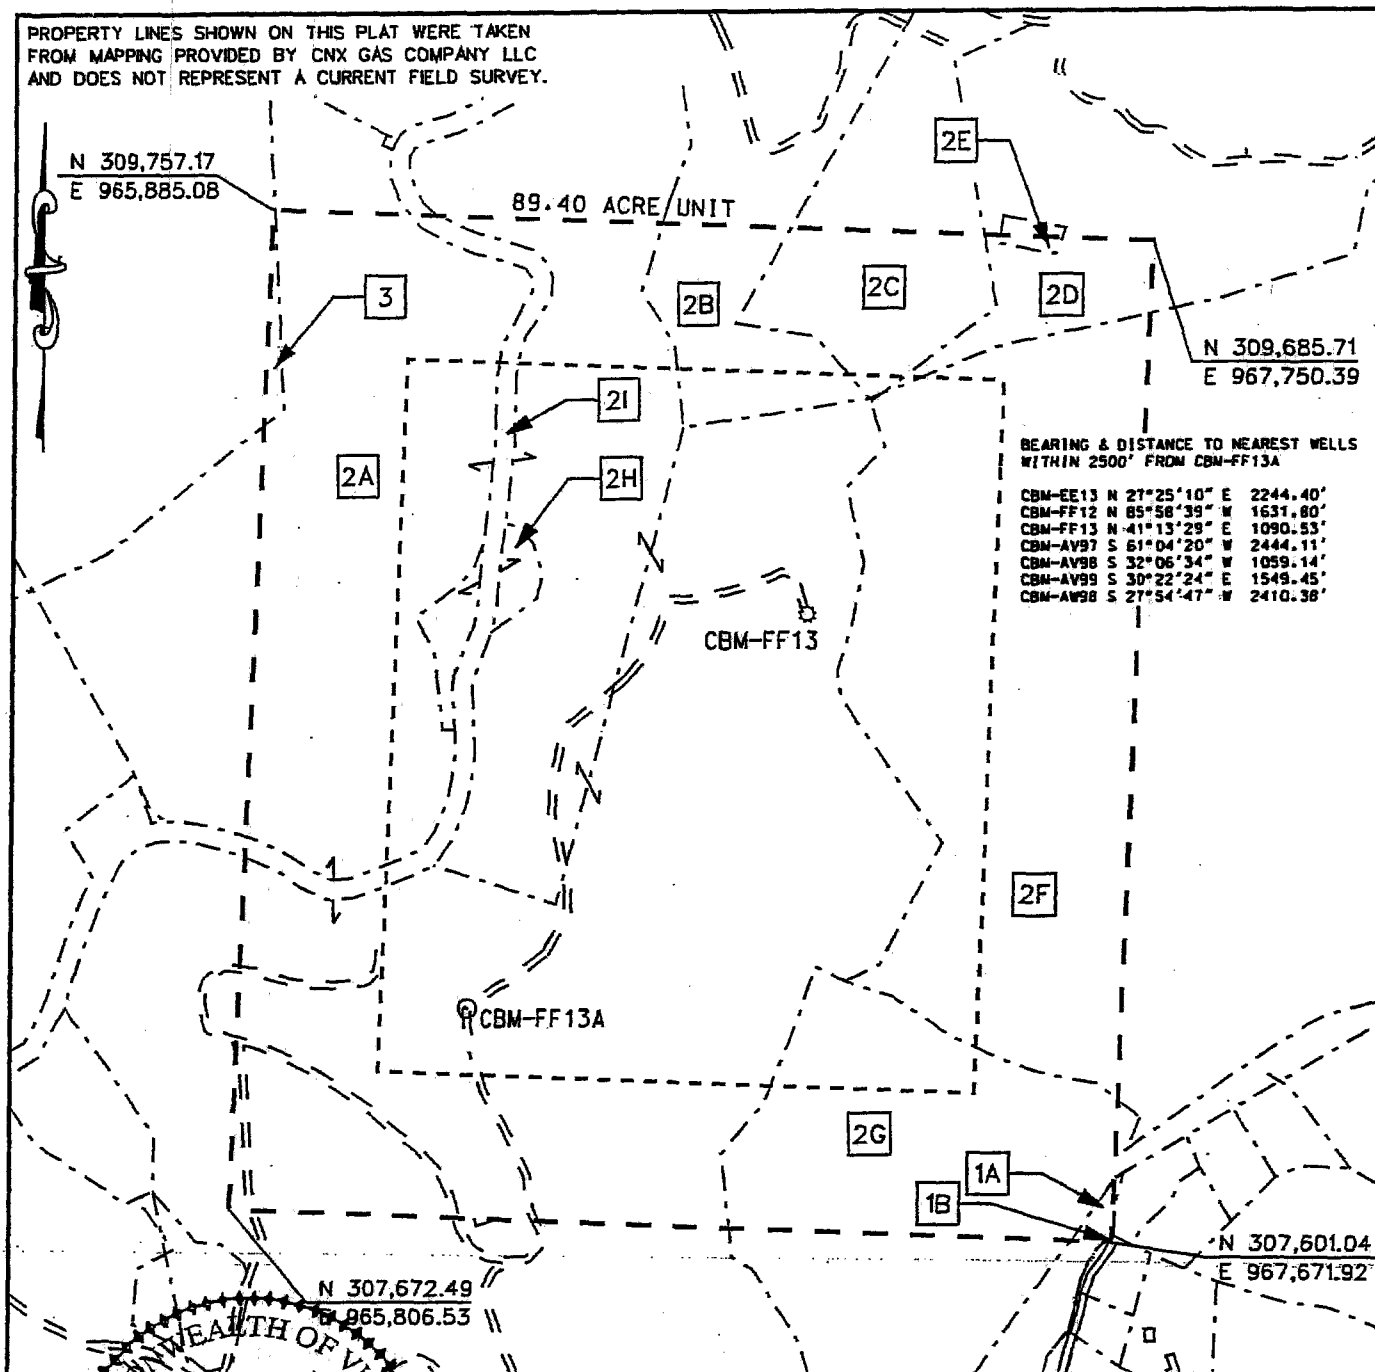 PROPERTY LINES SHOWN ON THIS PLAT WERE TAKEN
FROM MAPPING PROVIDED BY CNX GAS COMPANY LLC
AND DOES NOT REPRESENT A CURRENT FIELD SURVEY.
2E
N 309,757.17
E 965,885.08
89.40 ACRE UNIT
3
2B
2C
2D
N 309,685.71
E 967,750.39
2I
2A
2H
BEARING & DISTANCE TO NEAREST WELLS
WITHIN 2500' FROM CBM-FF13A
CBM-EE13 N 27°25'10" E 2244.40'
CBM-FF12 N 85°58'39" W 1631.80'
CBM-FF13 N 41°13'29" E 1090.53'
CBM-AV97 S 61°04'20" W 2444.11'
CBM-AV98 S 32°06'34" W 1059.14'
CBM-AV99 S 30°22'24" E 1549.45'
CBM-AW98 S 27°54'47" W 2410.38'
CBM-FF13
2F
CBM-FF13A
2G
1A
1B
N 307,601.04
E 967,671.92
N 307,672.49
E 965,806.53
NWEALTH OF VI